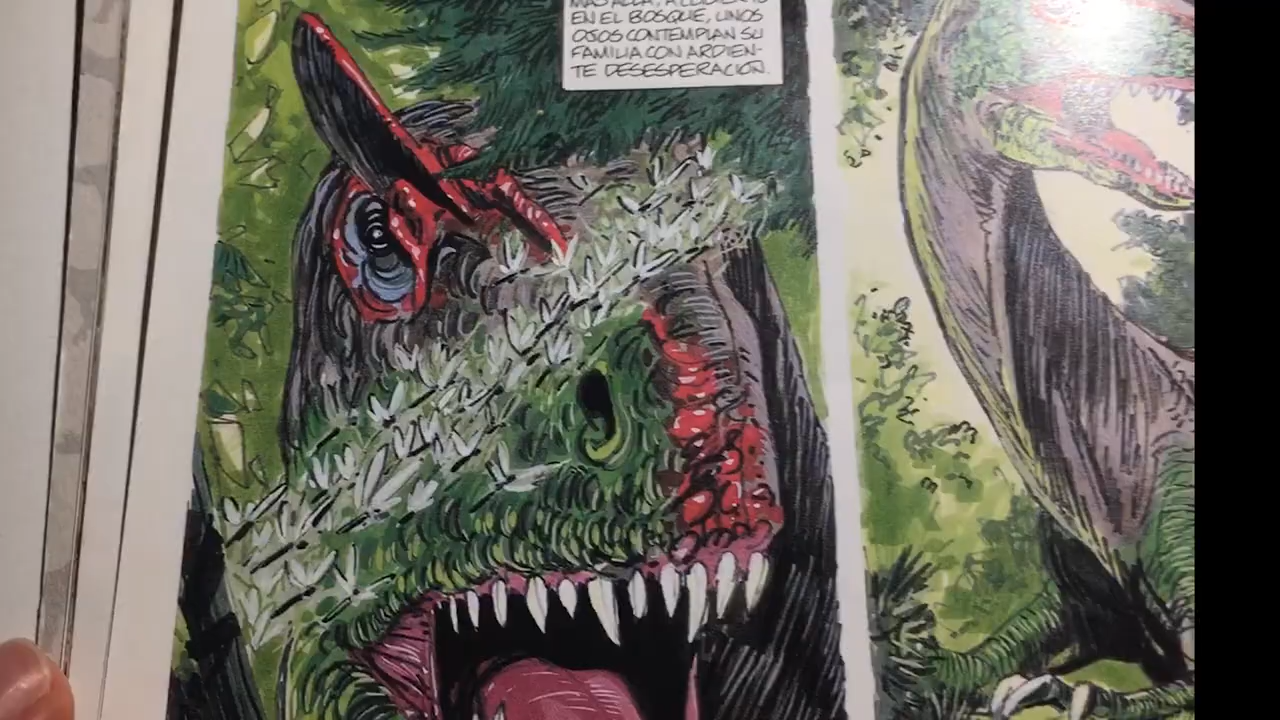 EN EL BOSQUE, UNOS
OJOS CONTEMPLAN SU
FAMILIA CON ARDIEN-
TE DESESPERACIÓN.